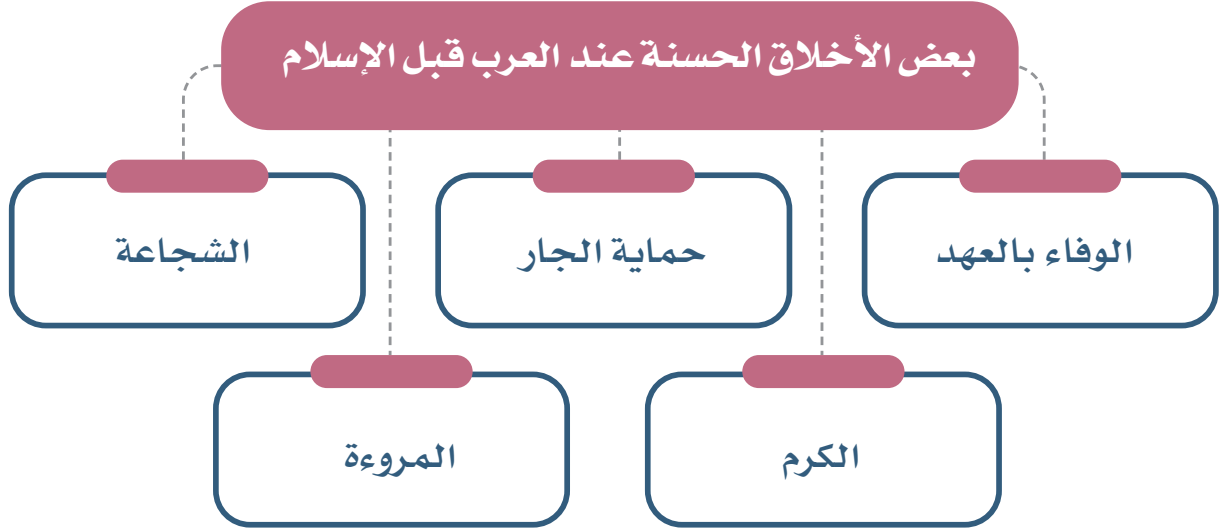 بعض الأخلاق الحسنة عند العرب قبل الإسلام
الوفاء بالعهد
حماية الجار
الشجاعة
الكرم
المروءة